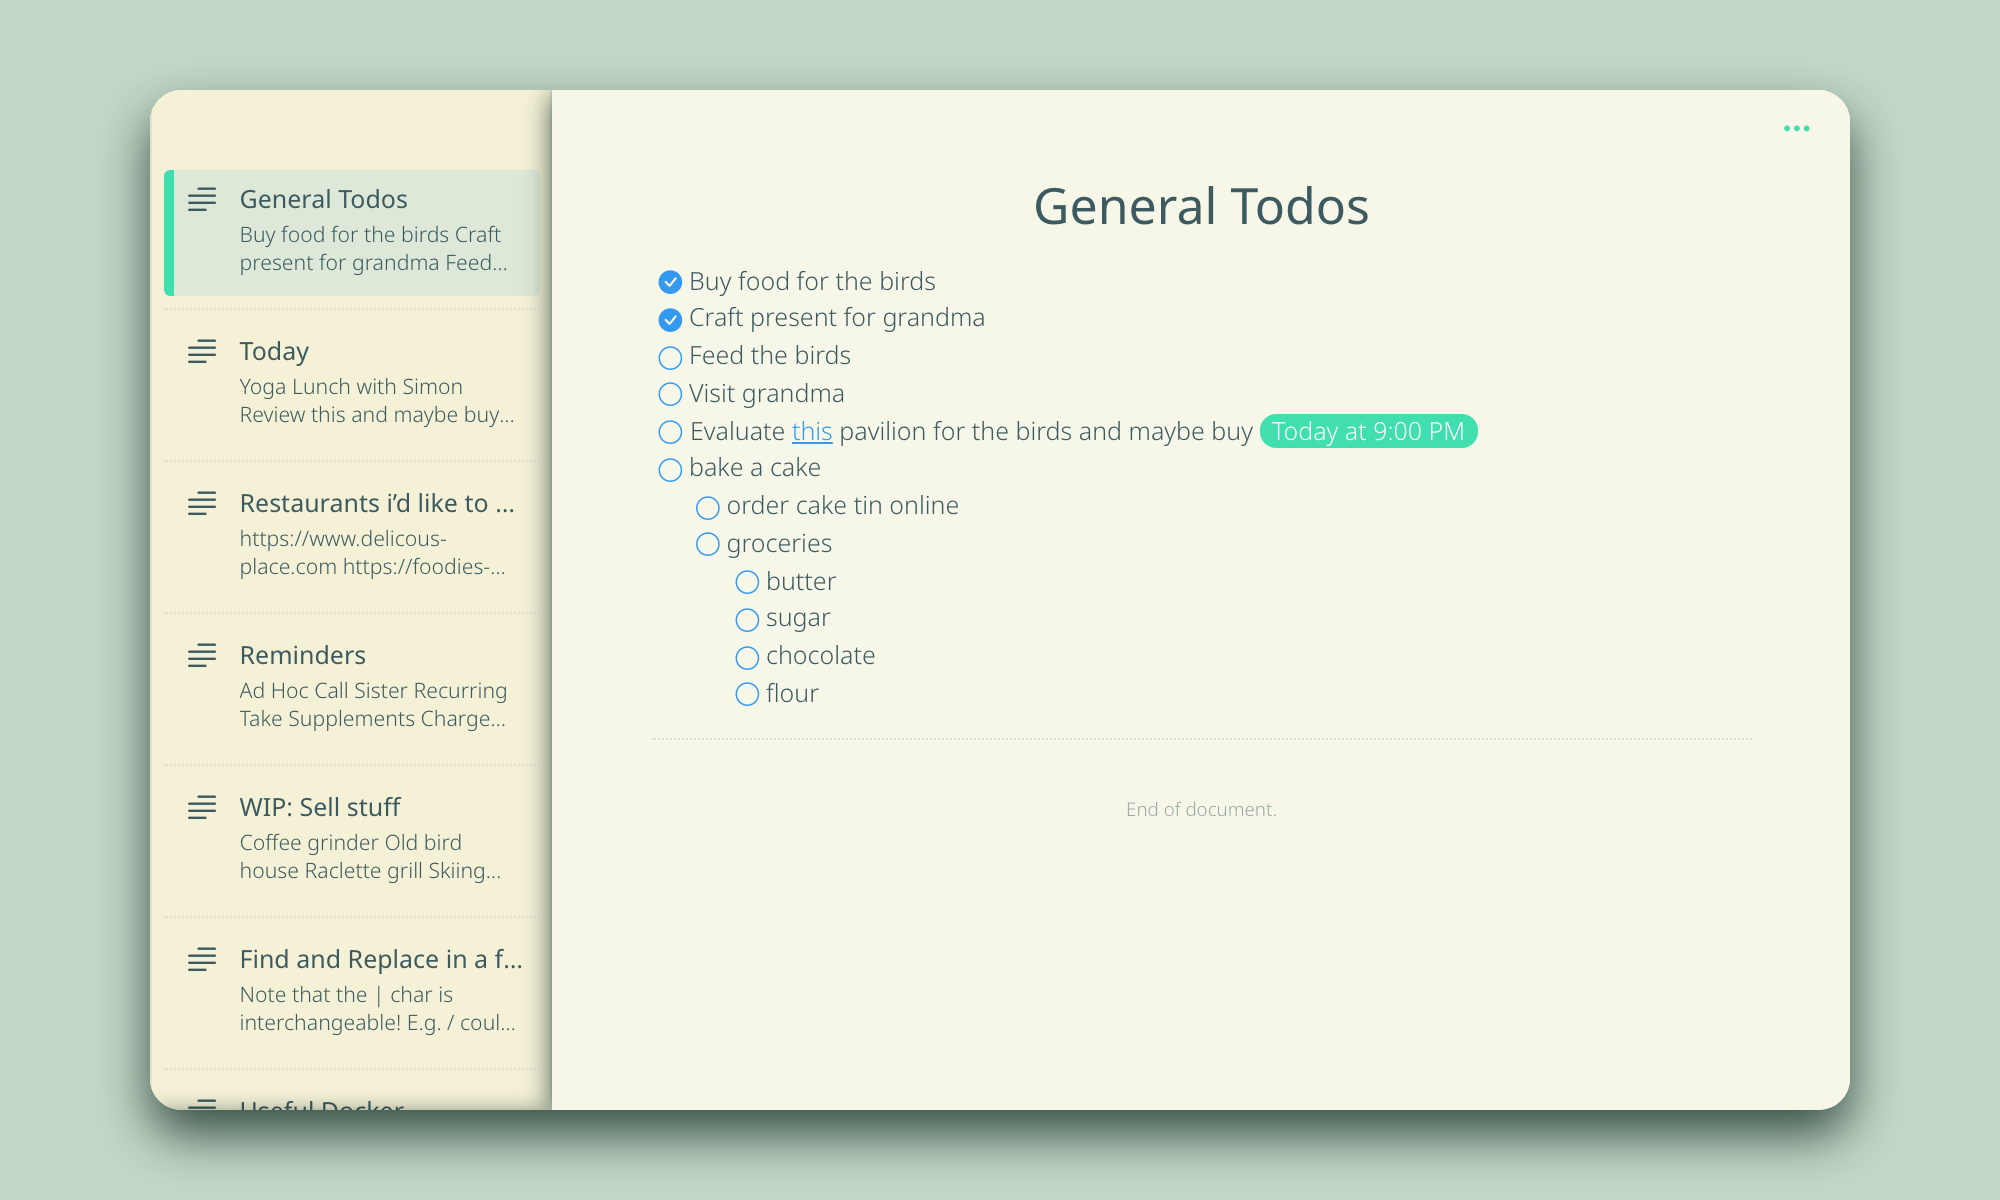 General Todos
Buy food for the birds Craft
present for grandma Feed...
Today
Yoga Lunch with Simon
Review this and maybe buy...
Restaurants i’d like to ...
https://www.delicous-
place.com https://foodies-...
Reminders
Ad Hoc Call Sister Recurring
Take Supplements Charge...
WIP: Sell stuff
Coffee grinder Old bird
house Raclette grill Skiing...
Find and Replace in a f...
Note that the | char is
interchangeable! E.g. / coul...
Useful Docker
General Todos
Buy food for the birds
Craft present for grandma
Feed the birds
Visit grandma
Evaluate this pavilion for the birds and maybe buy Today at 9:00 PM
bake a cake
order cake tin online
groceries
butter
sugar
chocolate
flour
End of document.